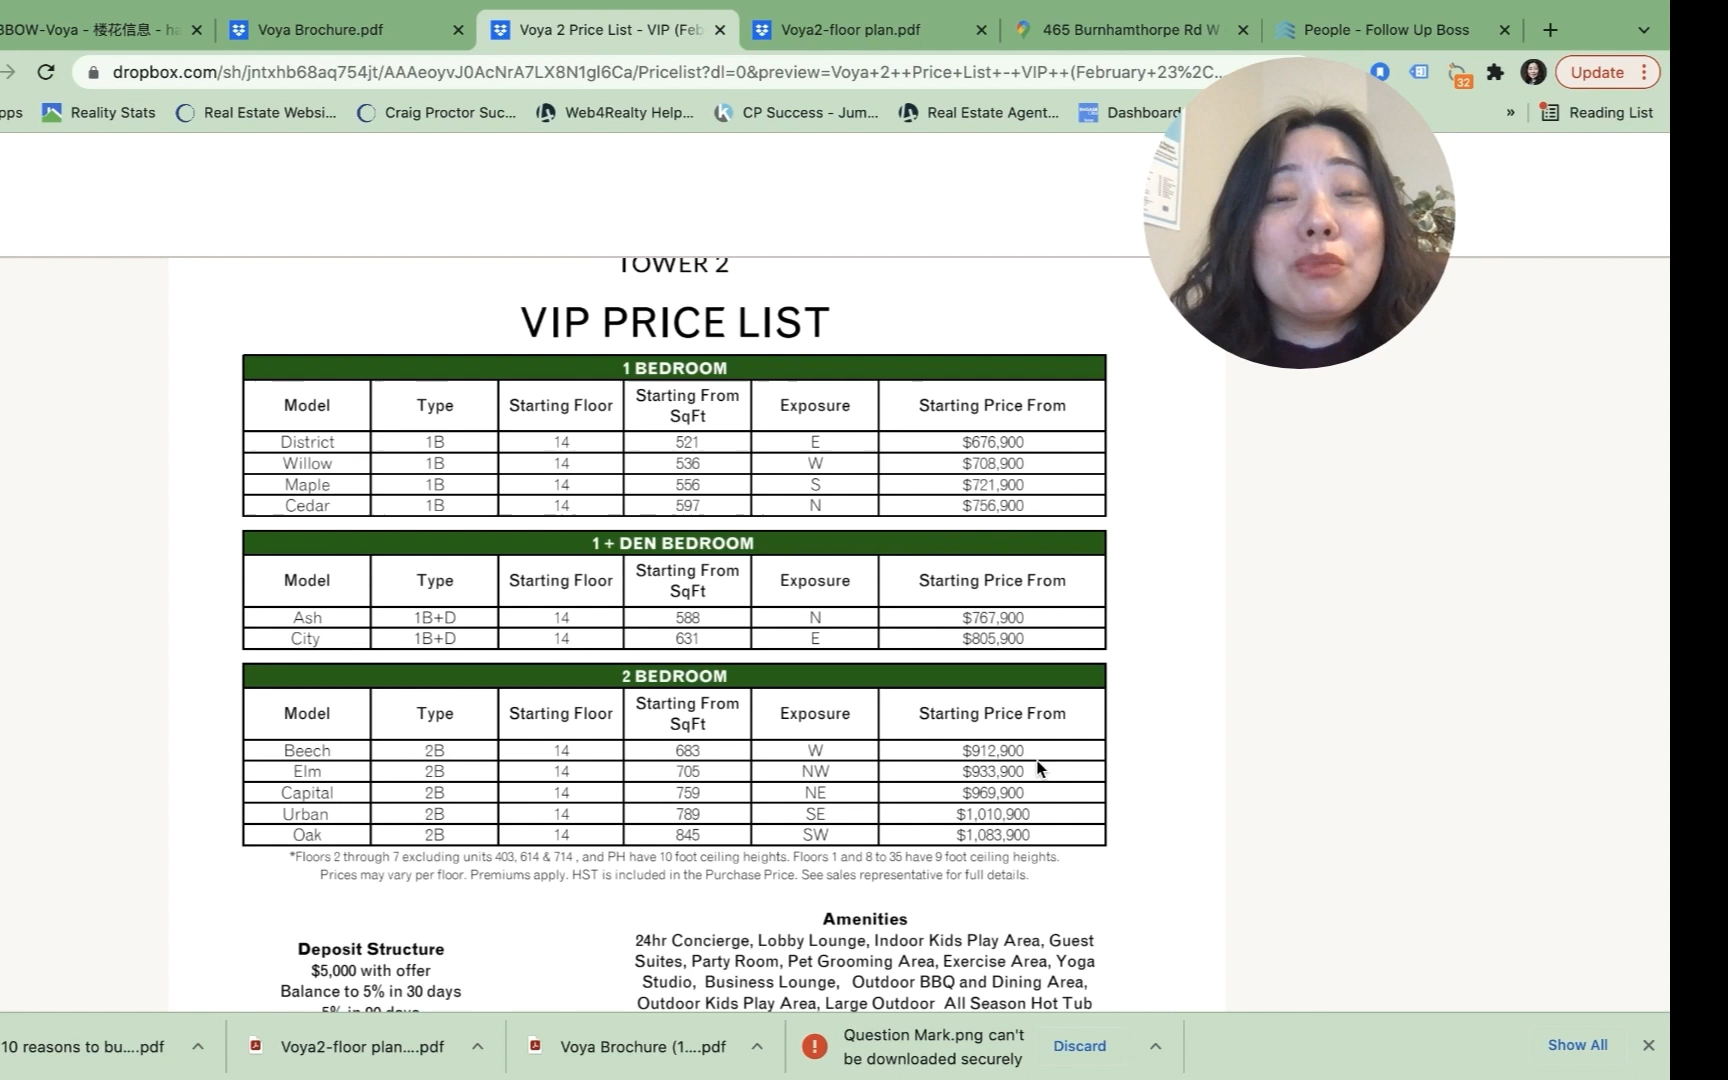 BBOW-Voya - 楼花信息 - ha
Voya Brochure.pdf
Voya 2 Price List - VIP (Feb
Voya2-floor plan.pdf
465 Burnhamthorpe Rd W
People - Follow Up Boss
dropbox.com/sh/jntxhb68aq754jt/AAAeoyvJ0AcNrA7LX8N1gl6Ca/Pricelist?dl=0&preview=Voya+2++Price+List+-+VIP++(February+23%2C...
32
Update
pps
Reality Stats
Real Estate Websi...
Craig Proctor Suc...
Web4Realty Help...
CP Success - Jum...
Real Estate Agent...
Dashboard
»
Reading List
TOWER 2
VIP PRICE LIST
1 BEDROOM
Model Type Starting Floor Starting From SqFt Exposure Starting Price From
District 1B 14 521 E $676,900
Willow 1B 14 536 W $708,900
Maple 1B 14 556 S $721,900
Cedar 1B 14 597 N $756,900
1 + DEN BEDROOM
Model Type Starting Floor Starting From SqFt Exposure Starting Price From
Ash 1B+D 14 588 N $767,900
City 1B+D 14 631 E $805,900
2 BEDROOM
Model Type Starting Floor Starting From SqFt Exposure Starting Price From
Beech 2B 14 683 W $912,900
Elm 2B 14 705 NW $933,900
Capital 2B 14 759 NE $969,900
Urban 2B 14 789 SE $1,010,900
Oak 2B 14 845 SW $1,083,900
*Floors 2 through 7 excluding units 403, 614 & 714 , and PH have 10 foot ceiling heights. Floors 1 and 8 to 35 have 9 foot ceiling heights.
Prices may vary per floor. Premiums apply. HST is included in the Purchase Price. See sales representative for full details.
Deposit Structure
$5,000 with offer
Balance to 5% in 30 days
5% in 90 days
Amenities
24hr Concierge, Lobby Lounge, Indoor Kids Play Area, Guest
Suites, Party Room, Pet Grooming Area, Exercise Area, Yoga
Studio, Business Lounge, Outdoor BBQ and Dining Area,
Outdoor Kids Play Area, Large Outdoor All Season Hot Tub
10 reasons to bu....pdf
Voya2-floor plan....pdf
Voya Brochure (1....pdf
Question Mark.png can't
be downloaded securely
Discard
Show All